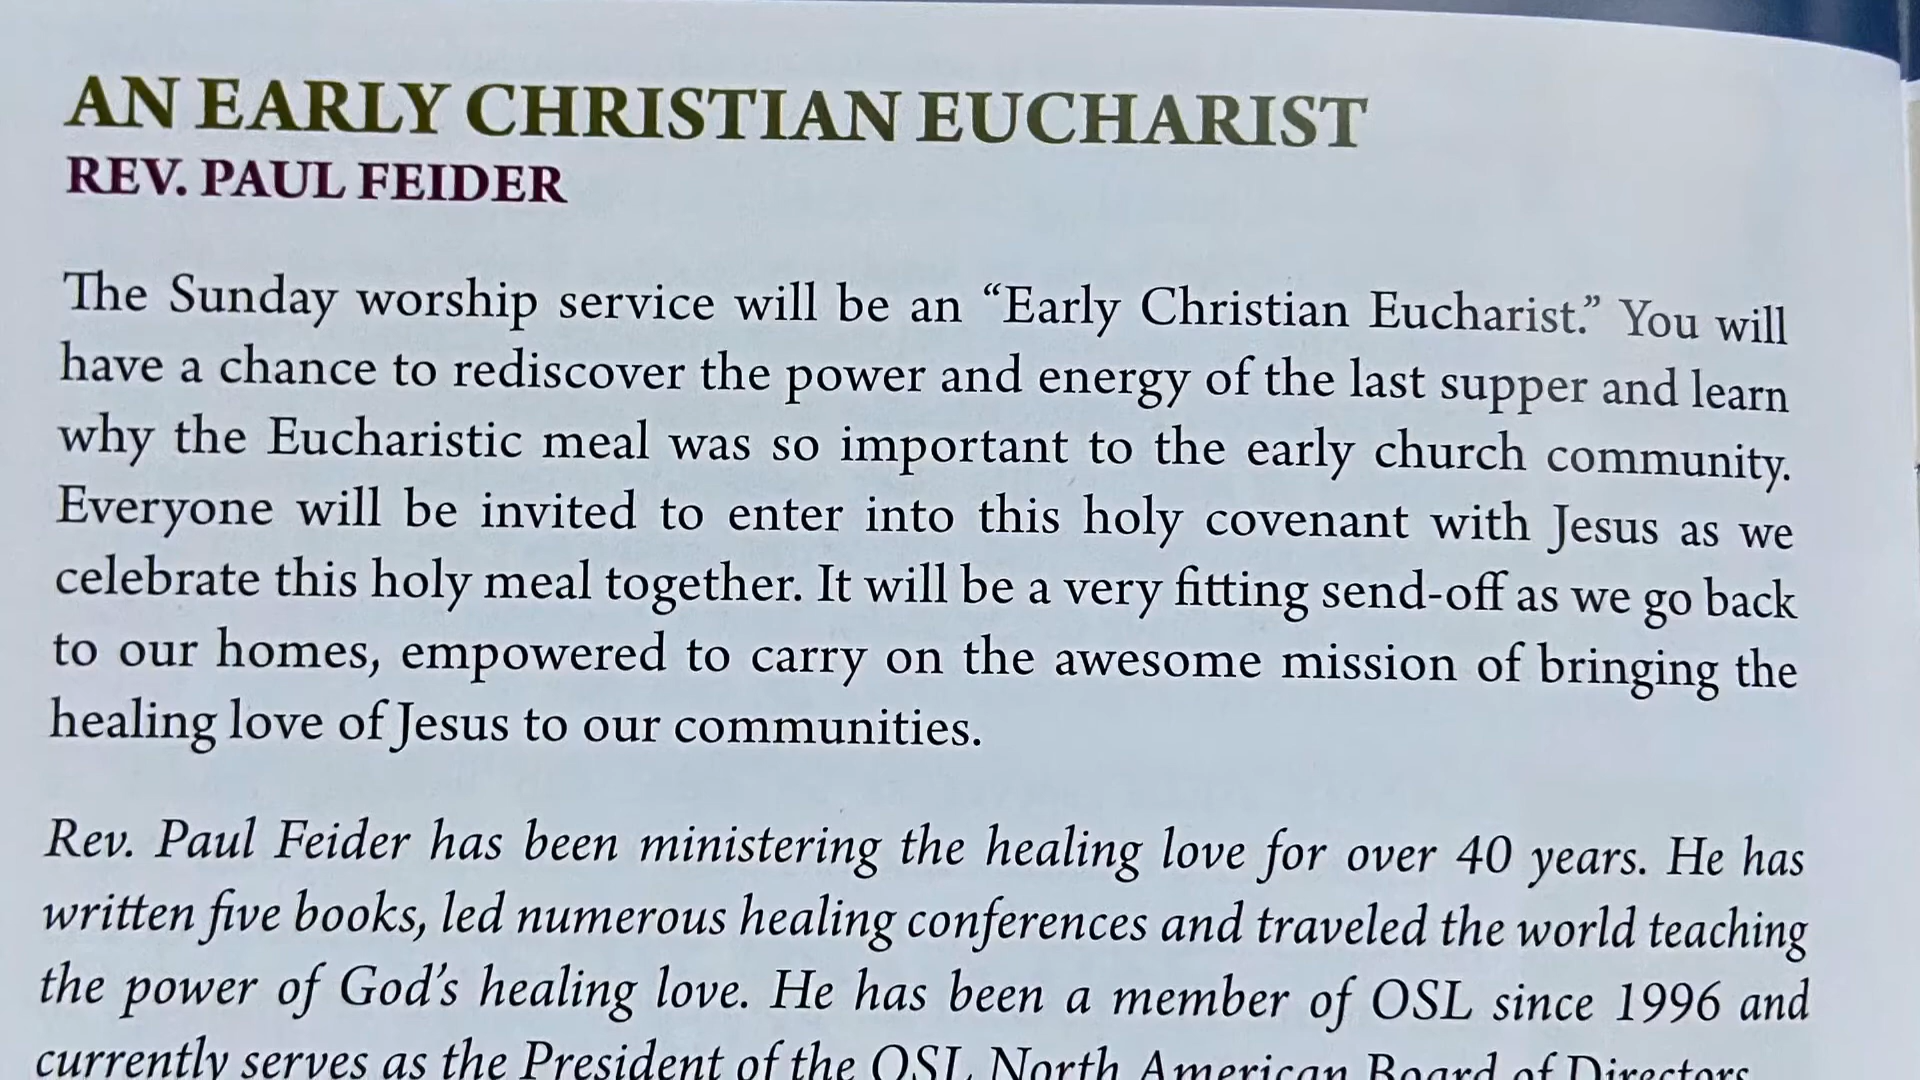 AN EARLY CHRISTIAN EUCHARIST
REV. PAUL FEIDER
The Sunday worship service will be an “Early Christian Eucharist.” You will
have a chance to rediscover the power and energy of the last supper and learn
why the Eucharistic meal was so important to the early church community.
Everyone will be invited to enter into this holy covenant with Jesus as we
celebrate this holy meal together. It will be a very fitting send-off as we go back
to our homes, empowered to carry on the awesome mission of bringing the
healing love of Jesus to our communities.
Rev. Paul Feider has been ministering the healing love for over 40 years. He has
written five books, led numerous healing conferences and traveled the world teaching
the power of God’s healing love. He has been a member of OSL since 1996 and
currently serves as the President of the OSL North American Board of Directors.